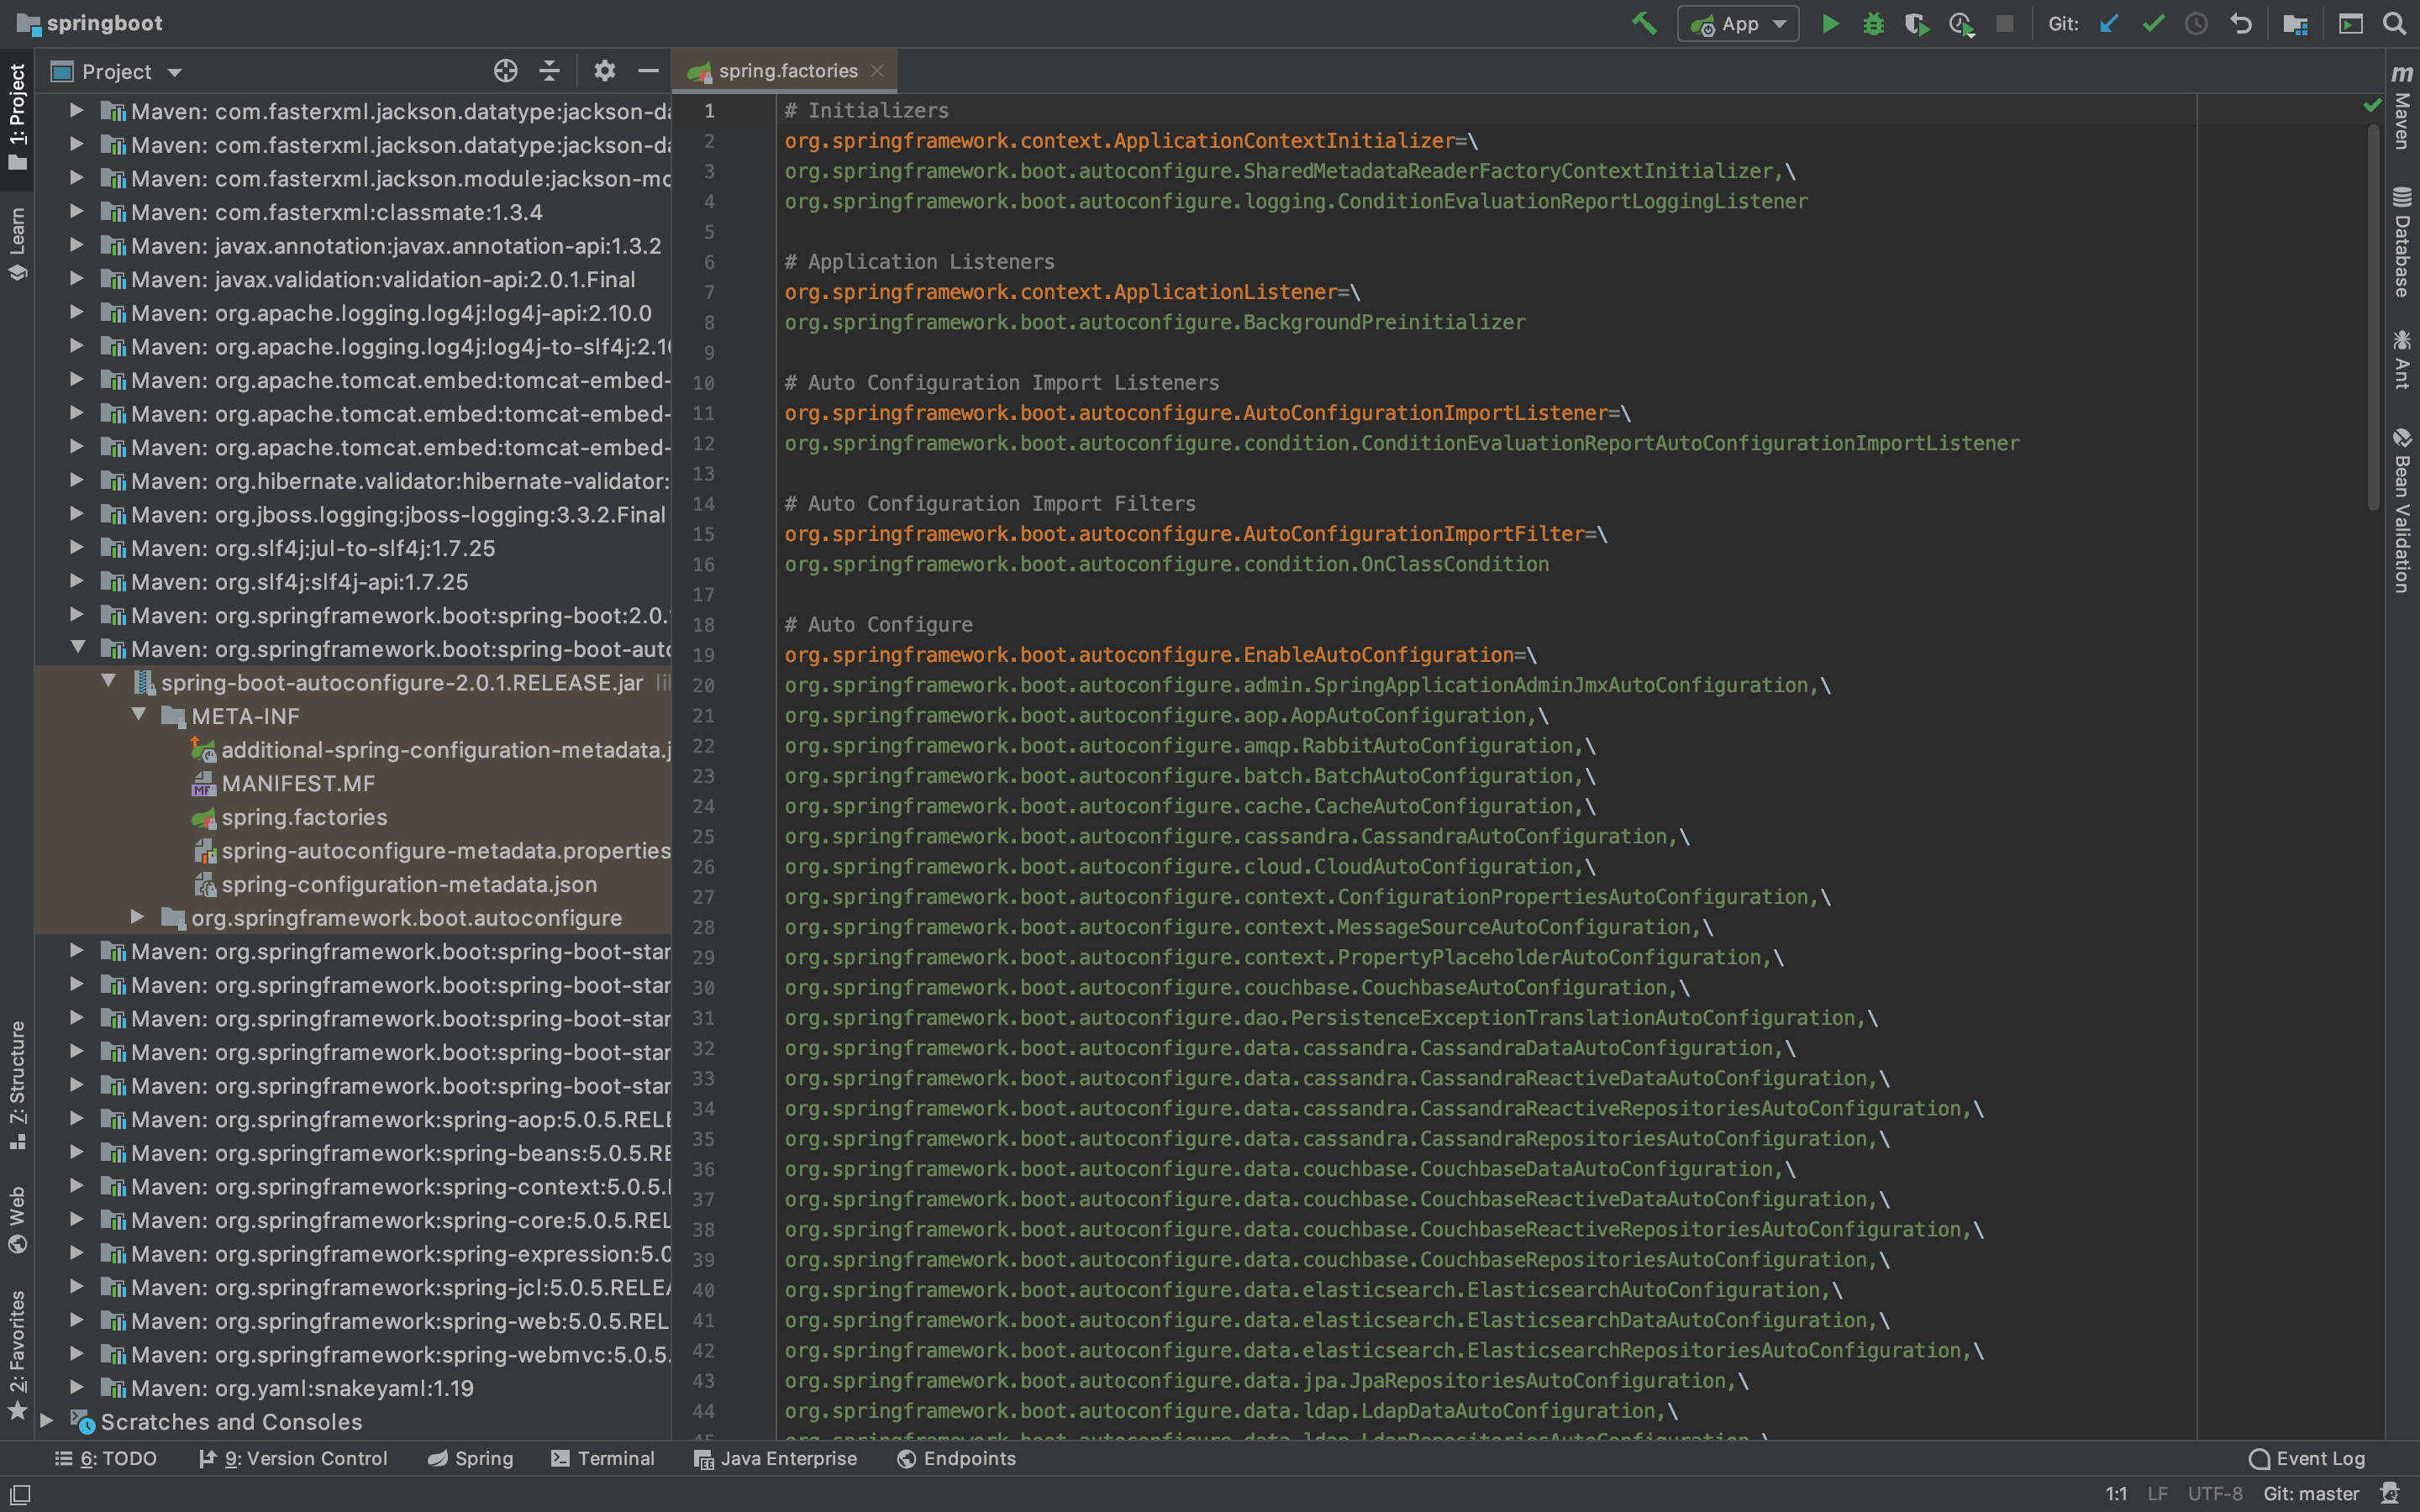 springboot
App
Git:
Project
spring.factories
1: Project
Learn
Z: Structure
Web
2: Favorites
Maven: com.fasterxml.jackson.datatype:jackson-da
Maven: com.fasterxml.jackson.datatype:jackson-da
Maven: com.fasterxml.jackson.module:jackson-mo
Maven: com.fasterxml:classmate:1.3.4
Maven: javax.annotation:javax.annotation-api:1.3.2
Maven: javax.validation:validation-api:2.0.1.Final
Maven: org.apache.logging.log4j:log4j-api:2.10.0
Maven: org.apache.logging.log4j:log4j-to-slf4j:2.10
Maven: org.apache.tomcat.embed:tomcat-embed-
Maven: org.apache.tomcat.embed:tomcat-embed-
Maven: org.apache.tomcat.embed:tomcat-embed-
Maven: org.hibernate.validator:hibernate-validator:
Maven: org.jboss.logging:jboss-logging:3.3.2.Final
Maven: org.slf4j:jul-to-slf4j:1.7.25
Maven: org.slf4j:slf4j-api:1.7.25
Maven: org.springframework.boot:spring-boot:2.0.
Maven: org.springframework.boot:spring-boot-auto
spring-boot-autoconfigure-2.0.1.RELEASE.jar li
META-INF
additional-spring-configuration-metadata.j
MANIFEST.MF
spring.factories
spring-autoconfigure-metadata.properties
spring-configuration-metadata.json
org.springframework.boot.autoconfigure
Maven: org.springframework.boot:spring-boot-star
Maven: org.springframework.boot:spring-boot-star
Maven: org.springframework.boot:spring-boot-star
Maven: org.springframework.boot:spring-boot-star
Maven: org.springframework.boot:spring-boot-star
Maven: org.springframework:spring-aop:5.0.5.RELE
Maven: org.springframework:spring-beans:5.0.5.RE
Maven: org.springframework:spring-context:5.0.5.
Maven: org.springframework:spring-core:5.0.5.REL
Maven: org.springframework:spring-expression:5.0
Maven: org.springframework:spring-jcl:5.0.5.RELEA
Maven: org.springframework:spring-web:5.0.5.REL
Maven: org.springframework:spring-webmvc:5.0.5.
Maven: org.yaml:snakeyaml:1.19
Scratches and Consoles
1 # Initializers
2 org.springframework.context.ApplicationContextInitializer=\
3 org.springframework.boot.autoconfigure.SharedMetadataReaderFactoryContextInitializer,\
4 org.springframework.boot.autoconfigure.logging.ConditionEvaluationReportLoggingListener
5
6 # Application Listeners
7 org.springframework.context.ApplicationListener=\
8 org.springframework.boot.autoconfigure.BackgroundPreinitializer
9
10 # Auto Configuration Import Listeners
11 org.springframework.boot.autoconfigure.AutoConfigurationImportListener=\
12 org.springframework.boot.autoconfigure.condition.ConditionEvaluationReportAutoConfigurationImportListener
13
14 # Auto Configuration Import Filters
15 org.springframework.boot.autoconfigure.AutoConfigurationImportFilter=\
16 org.springframework.boot.autoconfigure.condition.OnClassCondition
17
18 # Auto Configure
19 org.springframework.boot.autoconfigure.EnableAutoConfiguration=\
20 org.springframework.boot.autoconfigure.admin.SpringApplicationAdminJmxAutoConfiguration,\
21 org.springframework.boot.autoconfigure.aop.AopAutoConfiguration,\
22 org.springframework.boot.autoconfigure.amqp.RabbitAutoConfiguration,\
23 org.springframework.boot.autoconfigure.batch.BatchAutoConfiguration,\
24 org.springframework.boot.autoconfigure.cache.CacheAutoConfiguration,\
25 org.springframework.boot.autoconfigure.cassandra.CassandraAutoConfiguration,\
26 org.springframework.boot.autoconfigure.cloud.CloudAutoConfiguration,\
27 org.springframework.boot.autoconfigure.context.ConfigurationPropertiesAutoConfiguration,\
28 org.springframework.boot.autoconfigure.context.MessageSourceAutoConfiguration,\
29 org.springframework.boot.autoconfigure.context.PropertyPlaceholderAutoConfiguration,\
30 org.springframework.boot.autoconfigure.couchbase.CouchbaseAutoConfiguration,\
31 org.springframework.boot.autoconfigure.dao.PersistenceExceptionTranslationAutoConfiguration,\
32 org.springframework.boot.autoconfigure.data.cassandra.CassandraDataAutoConfiguration,\
33 org.springframework.boot.autoconfigure.data.cassandra.CassandraReactiveDataAutoConfiguration,\
34 org.springframework.boot.autoconfigure.data.cassandra.CassandraReactiveRepositoriesAutoConfiguration,\
35 org.springframework.boot.autoconfigure.data.cassandra.CassandraRepositoriesAutoConfiguration,\
36 org.springframework.boot.autoconfigure.data.couchbase.CouchbaseDataAutoConfiguration,\
37 org.springframework.boot.autoconfigure.data.couchbase.CouchbaseReactiveDataAutoConfiguration,\
38 org.springframework.boot.autoconfigure.data.couchbase.CouchbaseReactiveRepositoriesAutoConfiguration,\
39 org.springframework.boot.autoconfigure.data.couchbase.CouchbaseRepositoriesAutoConfiguration,\
40 org.springframework.boot.autoconfigure.data.elasticsearch.ElasticsearchAutoConfiguration,\
41 org.springframework.boot.autoconfigure.data.elasticsearch.ElasticsearchDataAutoConfiguration,\
42 org.springframework.boot.autoconfigure.data.elasticsearch.ElasticsearchRepositoriesAutoConfiguration,\
43 org.springframework.boot.autoconfigure.data.jpa.JpaRepositoriesAutoConfiguration,\
44 org.springframework.boot.autoconfigure.data.ldap.LdapDataAutoConfiguration,\
45 org.springframework.boot.autoconfigure.data.ldap.LdapRepositoriesAutoConfiguration,\
Maven
Database
Ant
Bean Validation
6: TODO
9: Version Control
Spring
Terminal
Java Enterprise
Endpoints
Event Log
1:1 LF UTF-8 Git: master